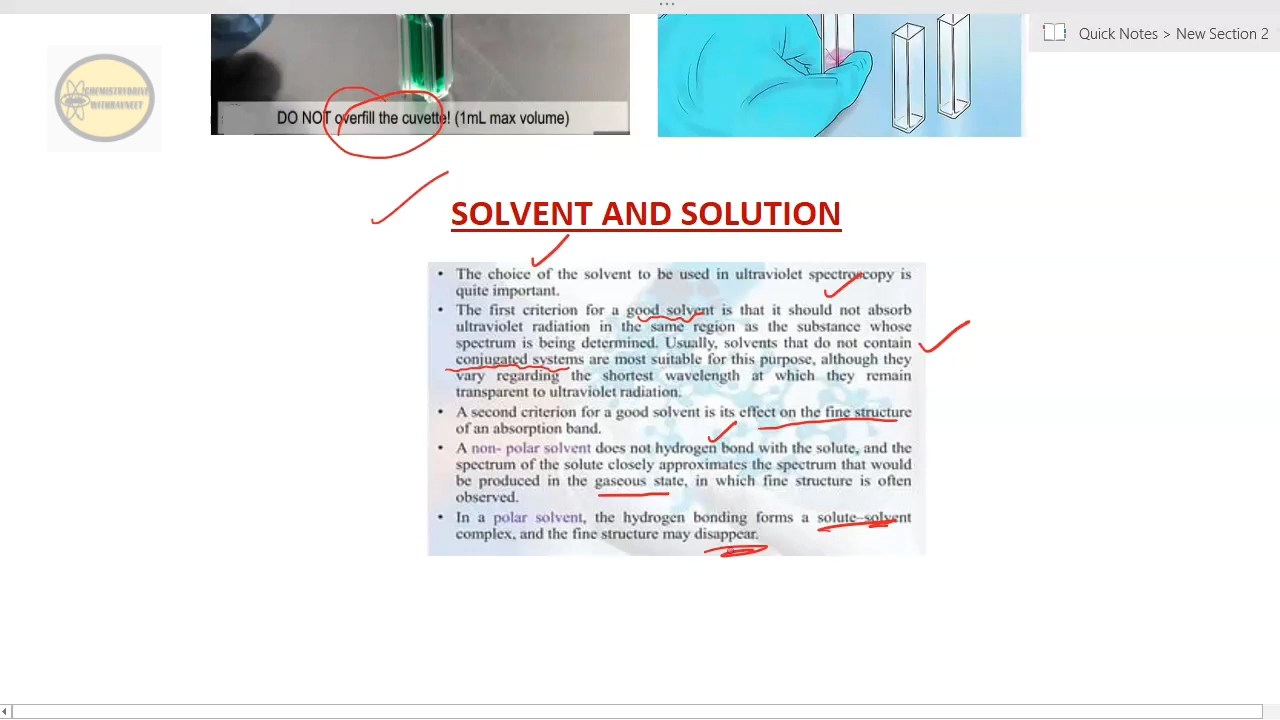 Quick Notes > New Section 2
CHEMISTRYDRIVE
WITHRAVNEET
DO NOT overfill the cuvette! (1mL max volume)
SOLVENT AND SOLUTION
• The choice of the solvent to be used in ultraviolet spectroscopy is
quite important.
• The first criterion for a good solvent is that it should not absorb
ultraviolet radiation in the same region as the substance whose
spectrum is being determined. Usually, solvents that do not contain
conjugated systems are most suitable for this purpose, although they
vary regarding the shortest wavelength at which they remain
transparent to ultraviolet radiation.
• A second criterion for a good solvent is its effect on the fine structure
of an absorption band.
• A non- polar solvent does not hydrogen bond with the solute, and the
spectrum of the solute closely approximates the spectrum that would
be produced in the gaseous state, in which fine structure is often
observed.
• In a polar solvent, the hydrogen bonding forms a solute–solvent
complex, and the fine structure may disappear.